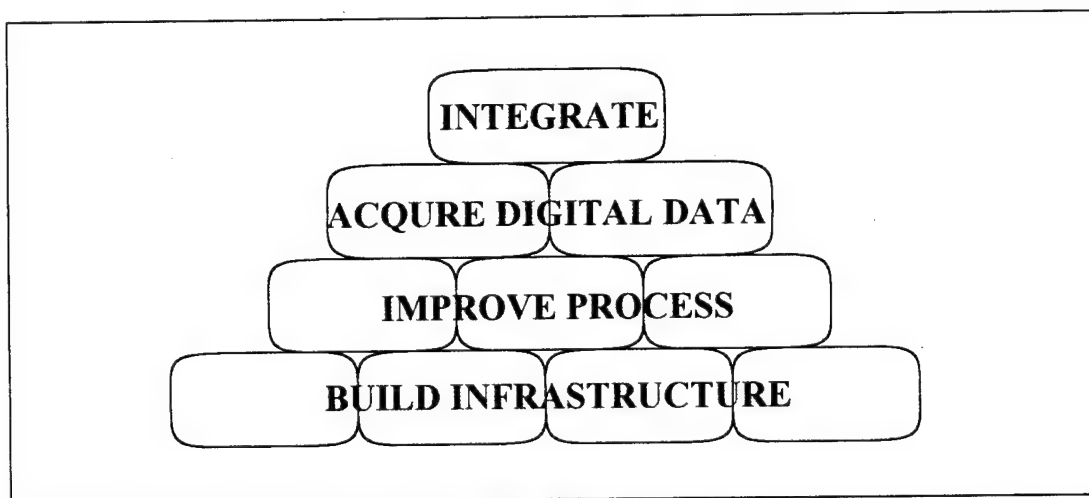 INTEGRATE
ACQURE DIGITAL DATA
IMPROVE PROCESS
BUILD INFRASTRUCTURE